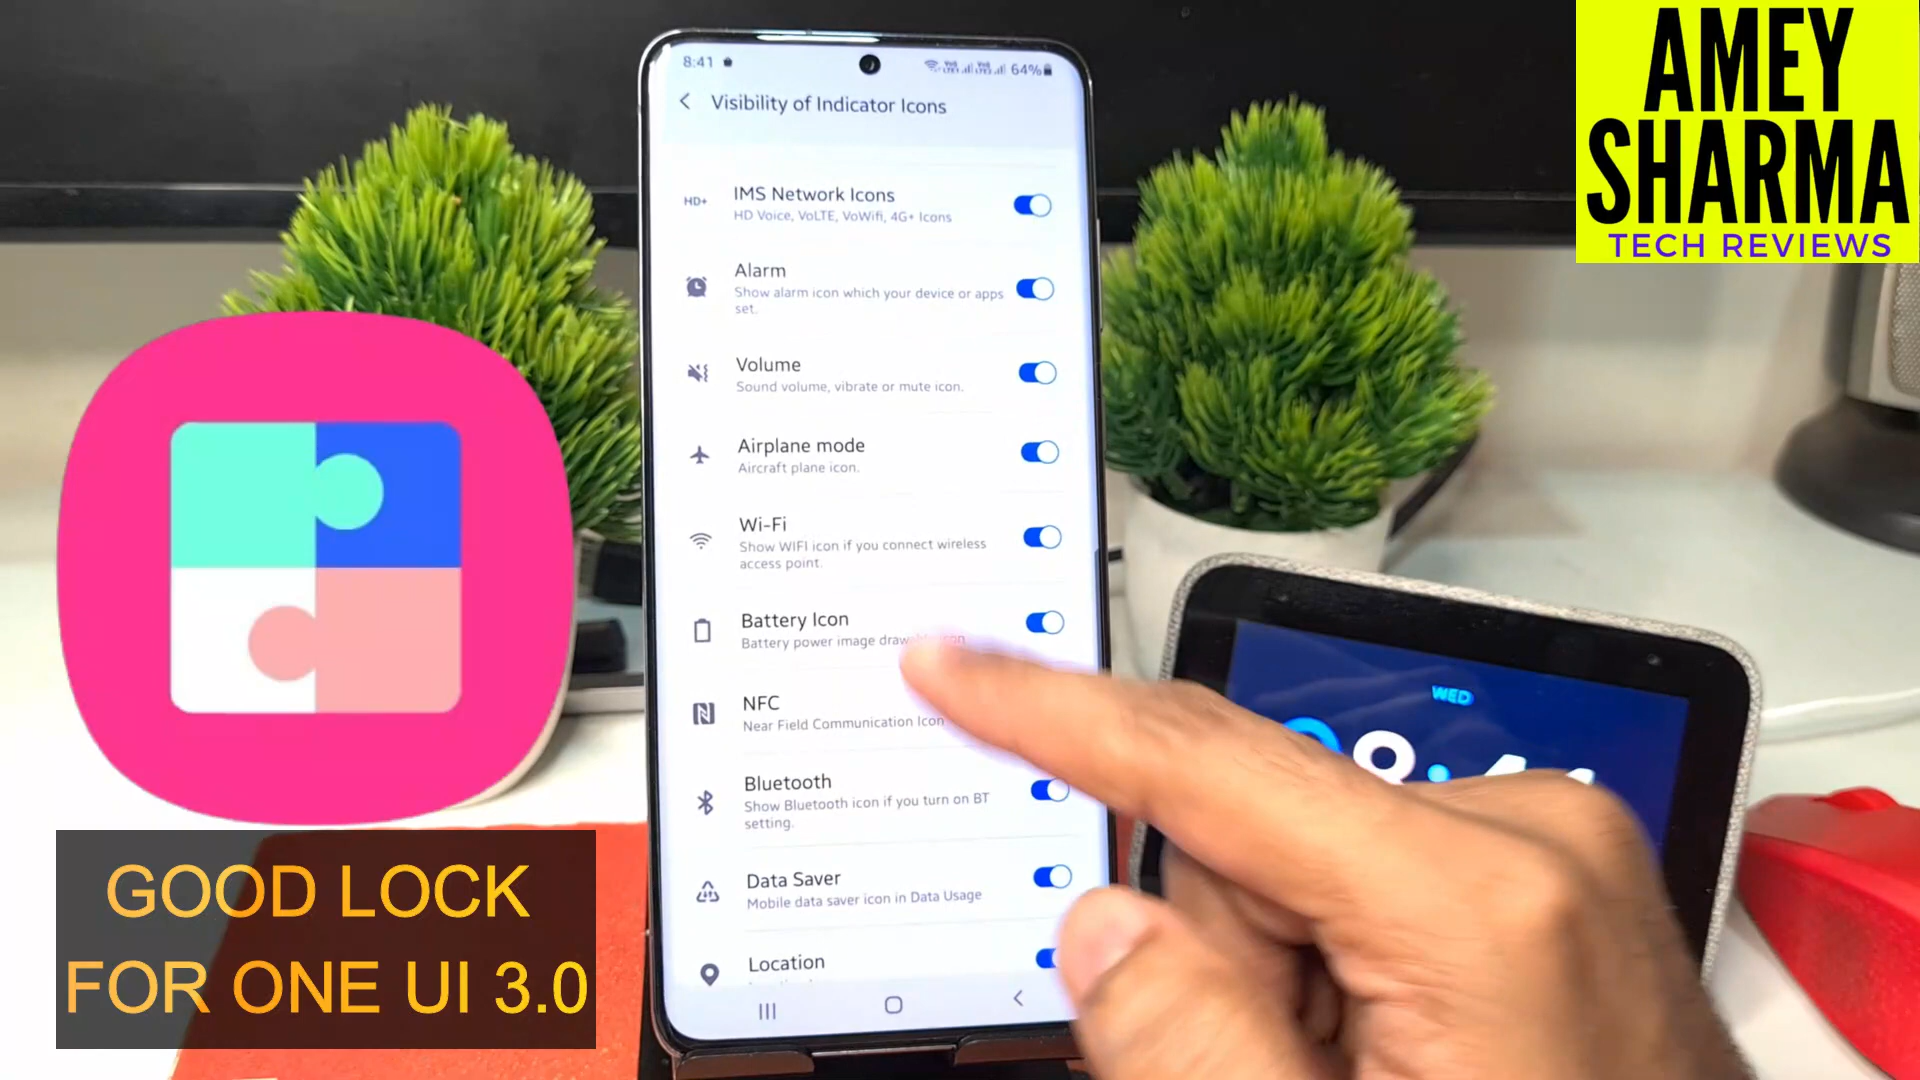 8:41
64%
Visibility of Indicator Icons
HD+
IMS Network Icons
HD Voice, VoLTE, VoWifi, 4G+ Icons
Alarm
Show alarm icon which your device or apps
set.
Volume
Sound volume, vibrate or mute icon.
Airplane mode
Aircraft plane icon.
Wi-Fi
Show WIFI icon if you connect wireless
access point.
Battery Icon
Battery power image
NFC
Near Field Communication Icon
Bluetooth
Show Bluetooth icon if you turn on BT
setting.
Data Saver
Mobile data saver icon in Data Usage
Location
AMEY
SHARMA
TECH REVIEWS
WED
GOOD LOCK
FOR ONE UI 3.0